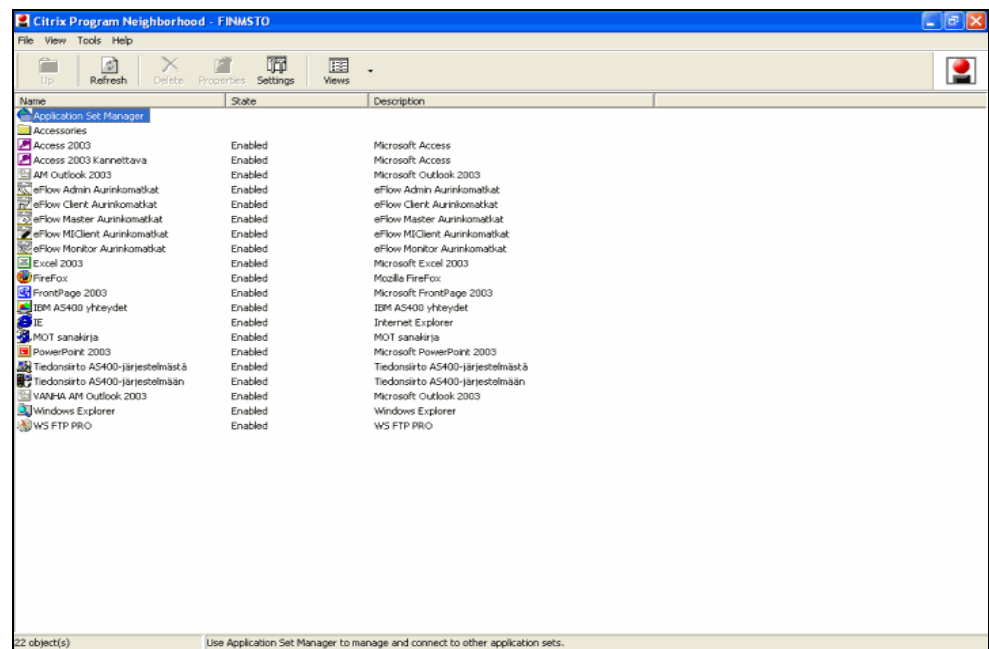 Citrix Program Neighborhood - FINMSTO
File View Tools Help
Up Refresh Delete Properties Settings Views
Name State Description
Application Set Manager
Accessories
Access 2003 Enabled Microsoft Access
Access 2003 Kannettava Enabled Microsoft Access
AM Outlook 2003 Enabled Microsoft Outlook 2003
eFlow Admin Aurinkomatkat Enabled eFlow Admin Aurinkomatkat
eFlow Client Aurinkomatkat Enabled eFlow Client Aurinkomatkat
eFlow Master Aurinkomatkat Enabled eFlow Master Aurinkomatkat
eFlow MIClient Aurinkomatkat Enabled eFlow MIClient Aurinkomatkat
eFlow Monitor Aurinkomatkat Enabled eFlow Monitor Aurinkomatkat
Excel 2003 Enabled Microsoft Excel 2003
FireFox Enabled Mozilla FireFox
FrontPage 2003 Enabled Microsoft FrontPage 2003
IBM AS400 yhteydet Enabled IBM AS400 yhteydet
IE Enabled Internet Explorer
MOT sanakirja Enabled MOT sanakirja
PowerPoint 2003 Enabled Microsoft PowerPoint 2003
Tiedonsiirto AS400-järjestelmästä Enabled Tiedonsiirto AS400-järjestelmästä
Tiedonsiirto AS400-järjestelmään Enabled Tiedonsiirto AS400-järjestelmään
VANHA AM Outlook 2003 Enabled Microsoft Outlook 2003
Windows Explorer Enabled Windows Explorer
WS FTP PRO Enabled WS FTP PRO
22 object(s) Use Application Set Manager to manage and connect to other application sets.